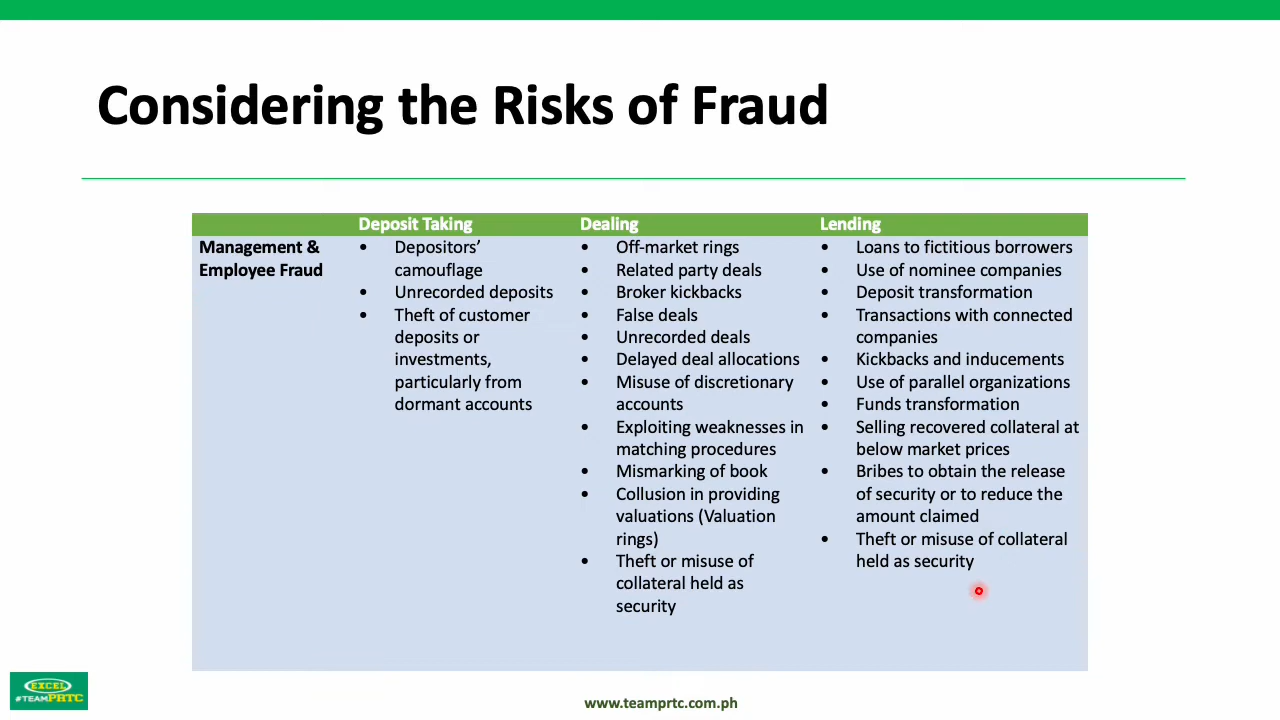 Considering the Risks of Fraud
Deposit Taking
Dealing
Lending
Management &
Employee Fraud
• Depositors’
camouflage
• Unrecorded deposits
• Theft of customer
deposits or
investments,
particularly from
dormant accounts
• Off-market rings
• Related party deals
• Broker kickbacks
• False deals
• Unrecorded deals
• Delayed deal allocations
• Misuse of discretionary
accounts
• Exploiting weaknesses in
matching procedures
• Mismarking of book
• Collusion in providing
valuations (Valuation
rings)
• Theft or misuse of
collateral held as
security
• Loans to fictitious borrowers
• Use of nominee companies
• Deposit transformation
• Transactions with connected
companies
• Kickbacks and inducements
• Use of parallel organizations
• Funds transformation
• Selling recovered collateral at
below market prices
• Bribes to obtain the release
of security or to reduce the
amount claimed
• Theft or misuse of collateral
held as security
EXCEL
#TEAMPRTC
www.teamprtc.com.ph